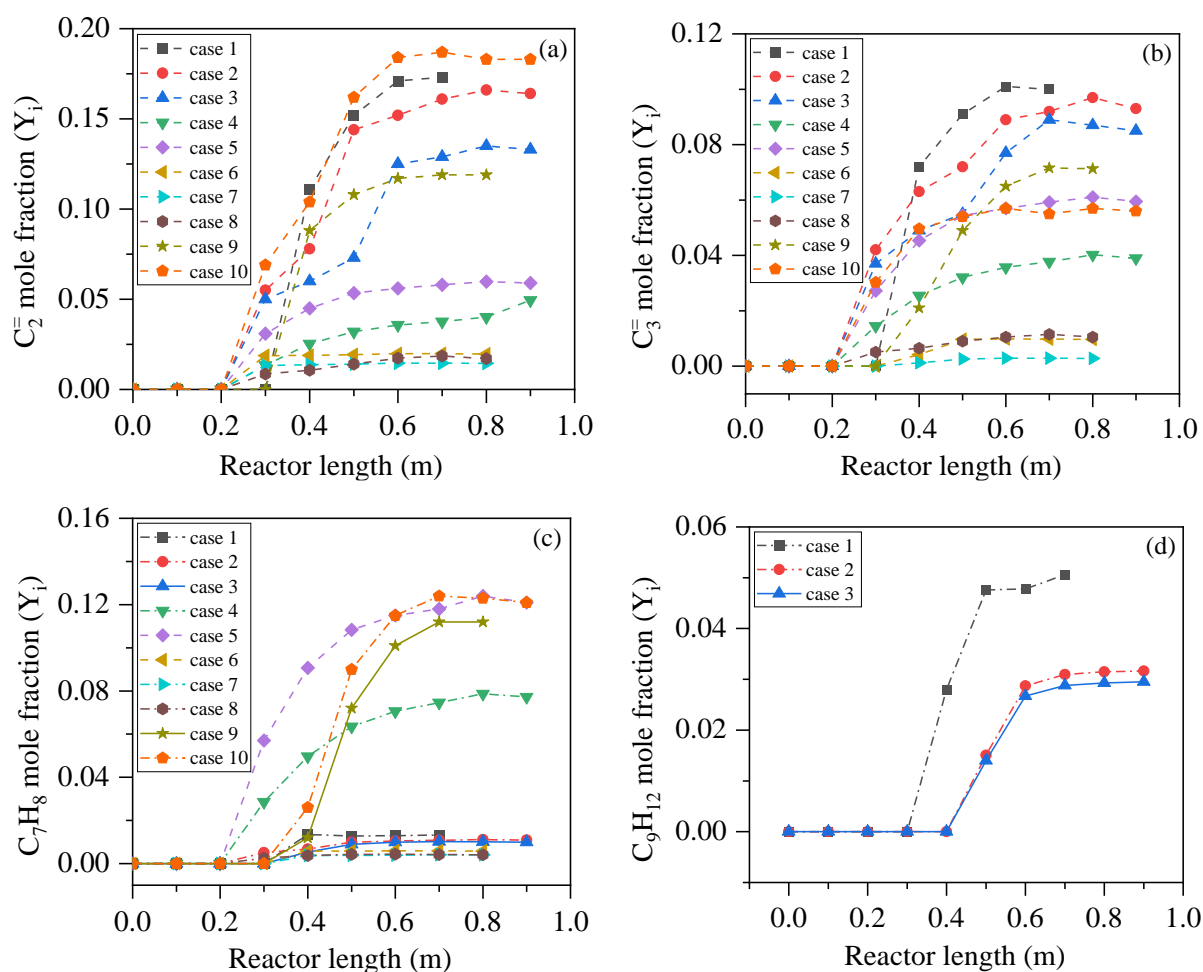 (a)
C₂⁼ mole fraction (Yᵢ)
0.20
0.15
0.10
0.05
0.00
case 1
case 2
case 3
case 4
case 5
case 6
case 7
case 8
case 9
case 10
0.0 0.2 0.4 0.6 0.8 1.0
Reactor length (m)
(b)
C₃⁼ mole fraction (Yᵢ)
0.12
0.08
0.04
0.00
case 1
case 2
case 3
case 4
case 5
case 6
case 7
case 8
case 9
case 10
0.0 0.2 0.4 0.6 0.8 1.0
Reactor length (m)
(c)
C₇H₈ mole fraction (Yᵢ)
0.16
0.12
0.08
0.04
0.00
case 1
case 2
case 3
case 4
case 5
case 6
case 7
case 8
case 9
case 10
0.0 0.2 0.4 0.6 0.8 1.0
Reactor length (m)
(d)
C₉H₁₂ mole fraction (Yᵢ)
0.06
0.04
0.02
0.00
case 1
case 2
case 3
0.0 0.2 0.4 0.6 0.8 1.0
Reactor length (m)